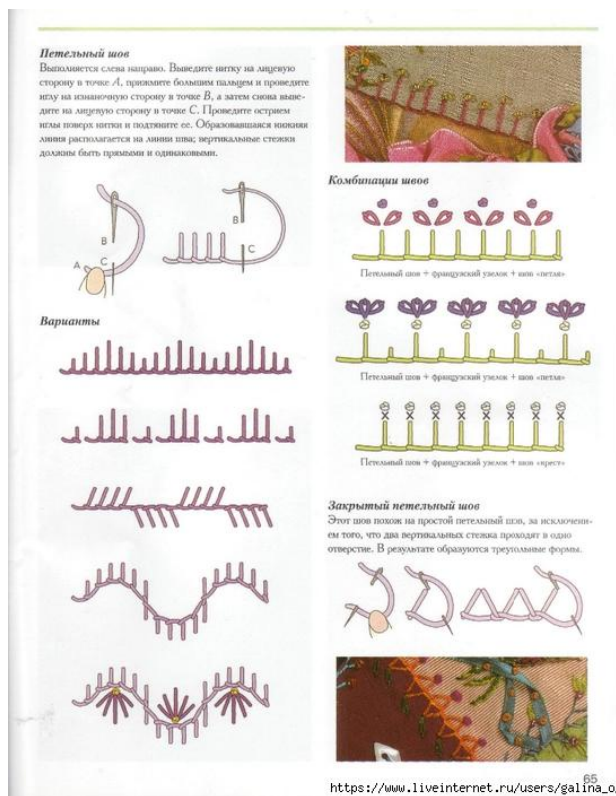 Петельный шов
Выполняется слева направо. Выведите нитку на лицевую
сторону в точке А, прижмите большим пальцем и проведите
иглу на изнаночную сторону в точке В, а затем снова выве-
дите на лицевую сторону в точке С. Проведите острием
иглы поверх нитки и подтяните ее. Образовавшаяся нижняя
линия располагается на линии шва; вертикальные стежки
должны быть прямыми и одинаковыми.
B
A
C
B
C
Варианты
Комбинации швов
Петельный шов + французский узелок + шов «петля»
Петельный шов + французский узелок + шов «петля»
Петельный шов + французский узелок + шов «крест»
Закрытый петельный шов
Этот шов похож на простой петельный шов, за исключени-
ем того, что два вертикальных стежка проходят в одно
отверстие. В результате образуются треугольные формы.
65
https://www.liveinternet.ru/users/galina_